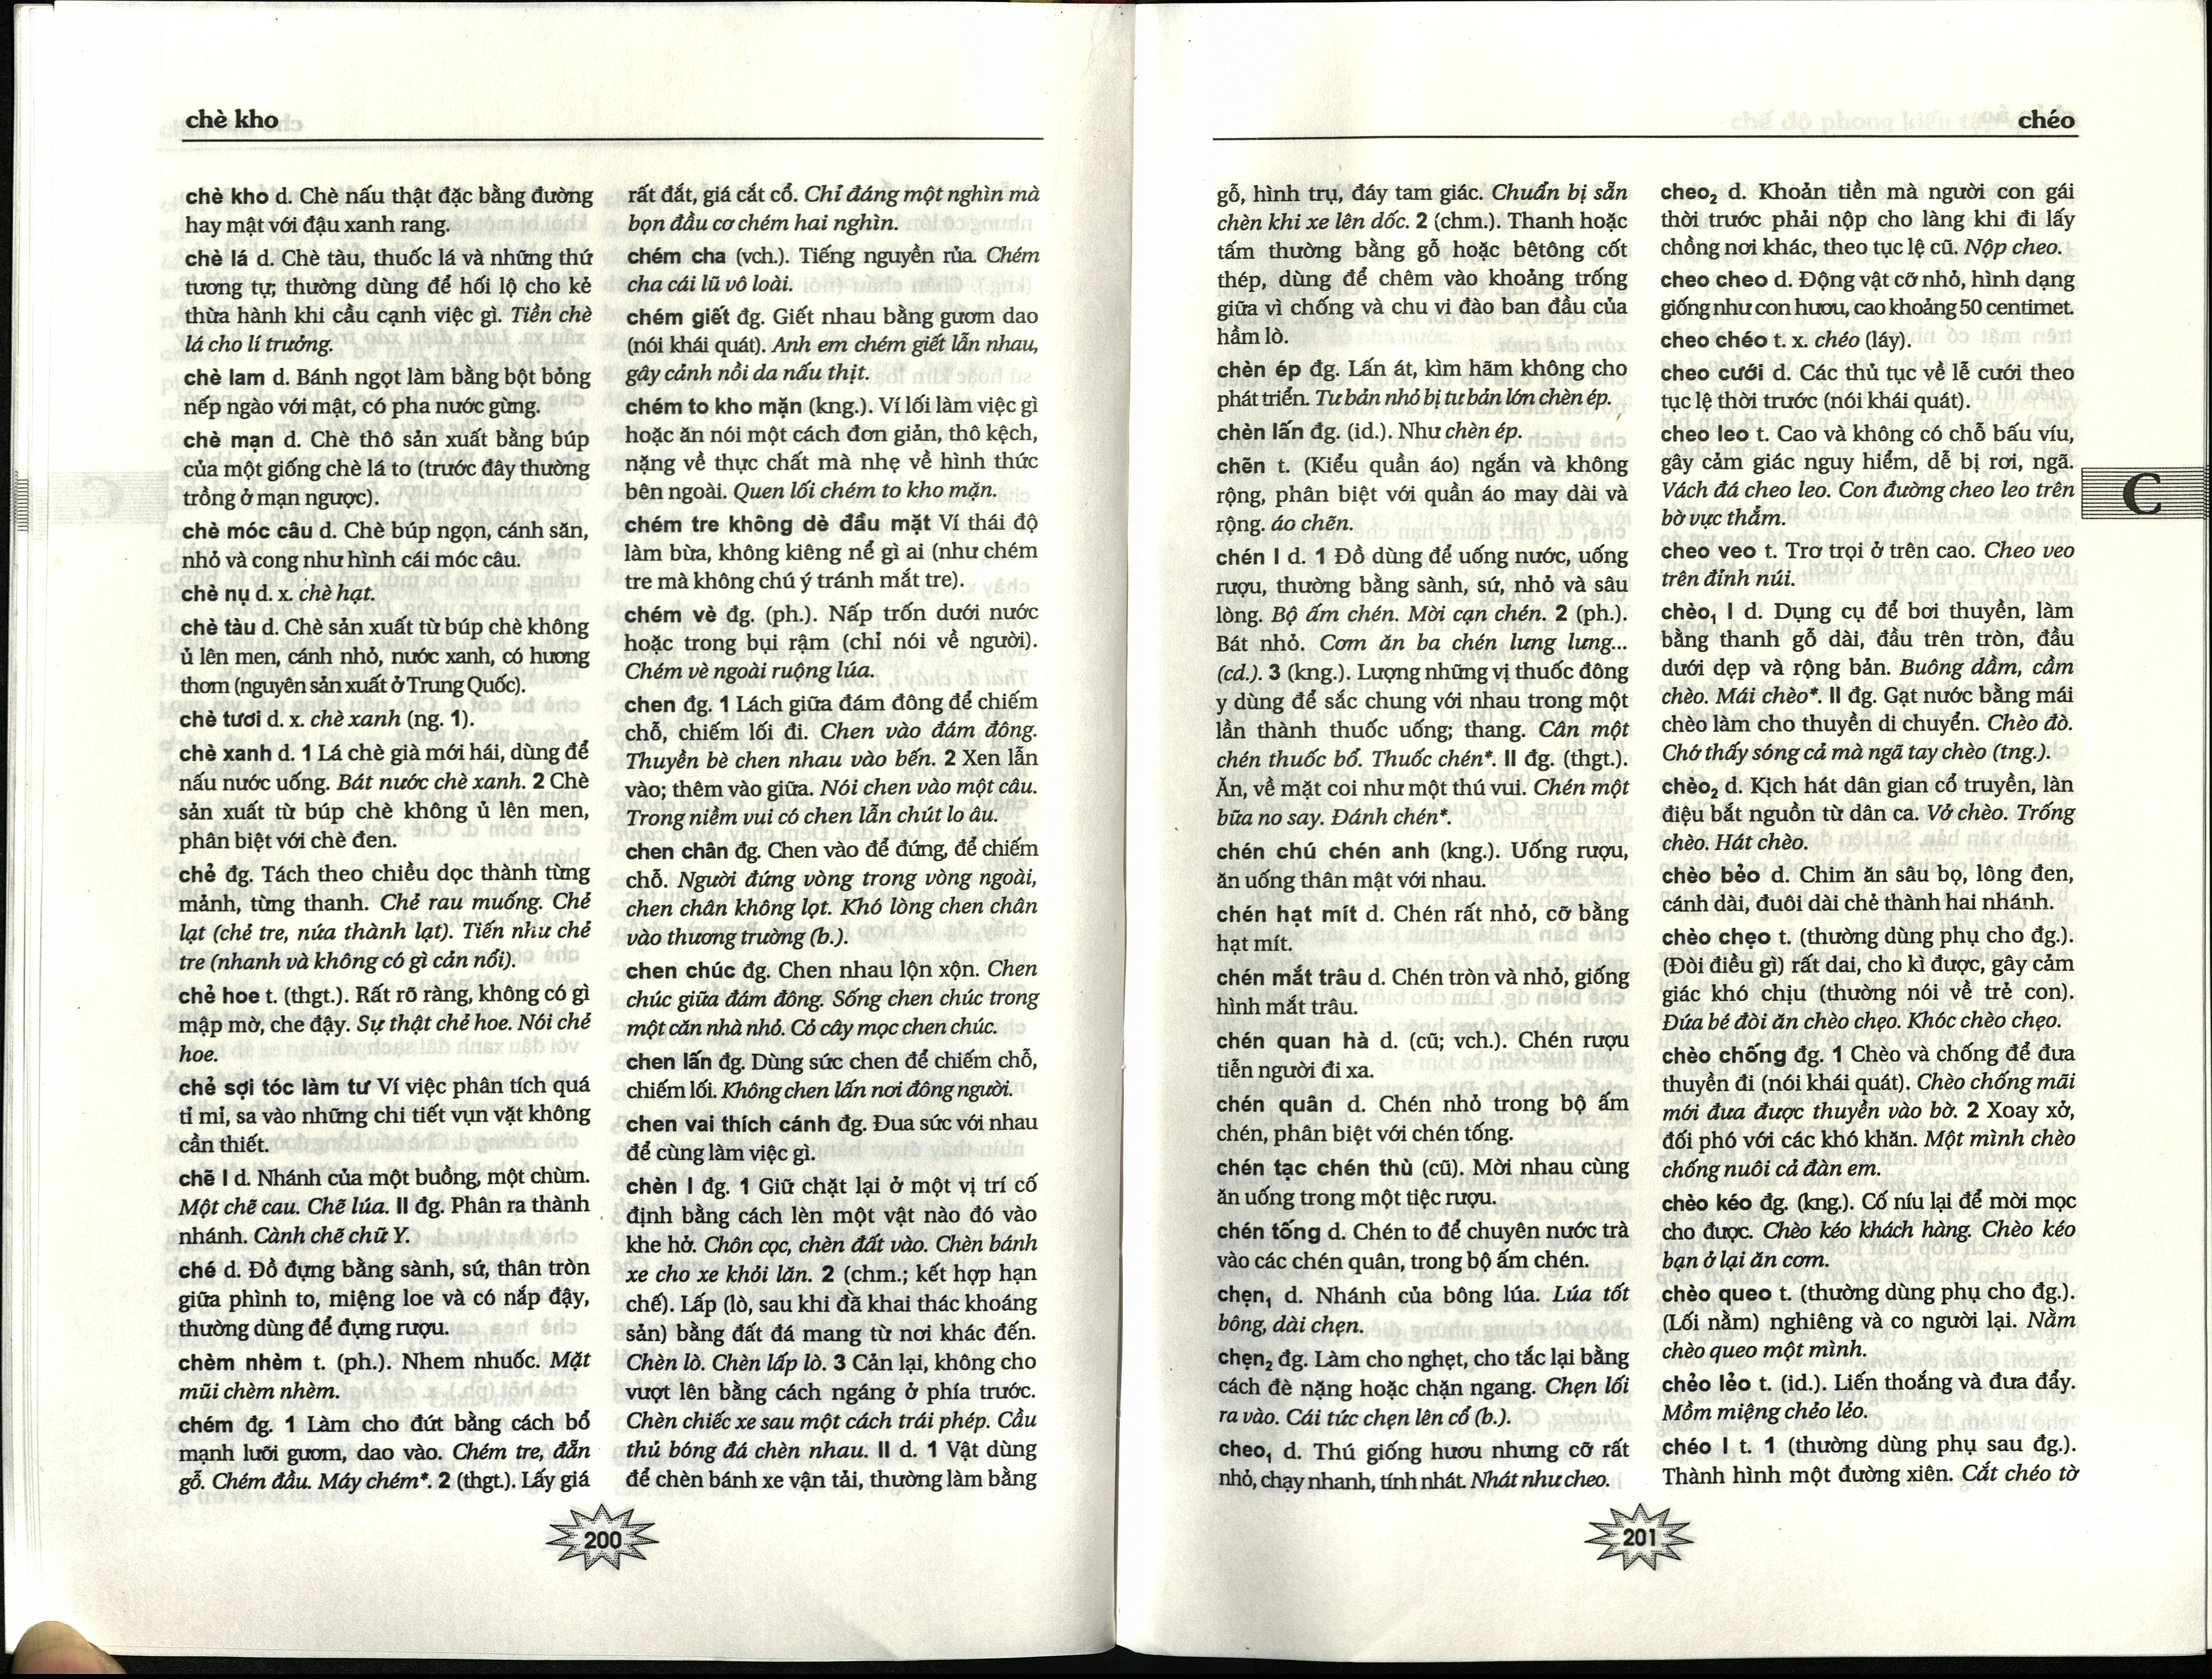 chè kho
chè kho d. Chè nấu thật đặc bằng đường
hay mật với đậu xanh rang.
chè lá d. Chè tàu, thuốc lá và những thứ
tương tự; thường dùng để hối lộ cho kẻ
thừa hành khi cầu cạnh việc gì. Tiền chè
lá cho lí trưởng.
chè lam d. Bánh ngọt làm bằng bột bỏng
nếp ngào với mật, có pha nước gừng.
chè mạn d. Chè thô sản xuất bằng búp
của một giống chè lá to (trước đây thường
trồng ở mạn ngược).
chè móc câu d. Chè búp ngọn, cánh săn,
nhỏ và cong như hình cái móc câu.
chè nụ d. x. chè hạt.
chè tàu d. Chè sản xuất từ búp chè không
ủ lên men, cánh nhỏ, nước xanh, có hương
thơm (nguyên sản xuất ở Trung Quốc).
chè tươi d. x. chè xanh (ng. 1).
chè xanh d. 1 Lá chè già mới hái, dùng để
nấu nước uống. Bát nước chè xanh. 2 Chè
sản xuất từ búp chè không ủ lên men,
phân biệt với chè đen.
chẻ đg. Tách theo chiều dọc thành từng
mảnh, từng thanh. Chẻ rau muống. Chẻ
lạt (chẻ tre, nứa thành lạt). Tiến như chẻ
tre (nhanh và không có gì cản nổi).
chẻ hoe t. (thgt.). Rất rõ ràng, không có gì
mập mờ, che đậy. Sự thật chẻ hoe. Nói chẻ
hoe.
chẻ sợi tóc làm tư Ví việc phân tích quá
tỉ mỉ, sa vào những chi tiết vụn vặt không
cần thiết.
chẽ I d. Nhánh của một buồng, một chùm.
Một chẽ cau. Chẽ lúa. II đg. Phân ra thành
nhánh. Cành chẽ chữ Y.
ché d. Đồ đựng bằng sành, sứ, thân tròn
giữa phình to, miệng loe và có nắp đậy,
thường dùng để đựng rượu.
chèm nhèm t. (ph.). Nhem nhuốc. Mặt
mũi chèm nhèm.
chém đg. 1 Làm cho đứt bằng cách bổ
mạnh lưỡi gươm, dao vào. Chém tre, đẵn
gỗ. Chém đầu. Máy chém*. 2 (thgt.). Lấy giá
rất đắt, giá cắt cổ. Chỉ đáng một nghìn mà
bọn đầu cơ chém hai nghìn.
chém cha (vch.). Tiếng nguyền rủa. Chém
cha cái lũ vô loài.
chém giết đg. Giết nhau bằng gươm dao
(nói khái quát). Anh em chém giết lẫn nhau,
gây cảnh nồi da nấu thịt.
chém to kho mặn (kng.). Ví lối làm việc gì
hoặc ăn nói một cách đơn giản, thô kệch,
nặng về thực chất mà nhẹ về hình thức
bên ngoài. Quen lối chém to kho mặn.
chém tre không dè đầu mặt Ví thái độ
làm bừa, không kiêng nể gì ai (như chém
tre mà không chú ý tránh mắt tre).
chém vè đg. (ph.). Nấp trốn dưới nước
hoặc trong bụi rậm (chỉ nói về người).
Chém vè ngoài ruộng lúa.
chen đg. 1 Lách giữa đám đông để chiếm
chỗ, chiếm lối đi. Chen vào đám đông.
Thuyền bè chen nhau vào bến. 2 Xen lẫn
vào; thêm vào giữa. Nói chen vào một câu.
Trong niềm vui có chen lẫn chút lo âu.
chen chân đg. Chen vào để đứng, để chiếm
chỗ. Người đứng vòng trong vòng ngoài,
chen chân không lọt. Khó lòng chen chân
vào thương trường (b.).
chen chúc đg. Chen nhau lộn xộn. Chen
chúc giữa đám đông. Sống chen chúc trong
một căn nhà nhỏ. Cỏ cây mọc chen chúc.
chen lấn đg. Dùng sức chen để chiếm chỗ,
chiếm lối. Không chen lấn nơi đông người.
chen vai thích cánh đg. Đua sức với nhau
để cùng làm việc gì.
chèn I đg. 1 Giữ chặt lại ở một vị trí cố
định bằng cách lèn một vật nào đó vào
khe hở. Chôn cọc, chèn đất vào. Chèn bánh
xe cho xe khỏi lăn. 2 (chm.; kết hợp hạn
chế). Lấp (lò, sau khi đã khai thác khoáng
sản) bằng đất đá mang từ nơi khác đến.
Chèn lò. Chèn lấp lò. 3 Cản lại, không cho
vượt lên bằng cách ngáng ở phía trước.
Chèn chiếc xe sau một cách trái phép. Cầu
thủ bóng đá chèn nhau. II d. 1 Vật dùng
để chèn bánh xe vận tải, thường làm bằng
200
chéo
gỗ, hình trụ, đáy tam giác. Chuẩn bị sẵn
chèn khi xe lên dốc. 2 (chm.). Thanh hoặc
tấm thường bằng gỗ hoặc bêtông cốt
thép, dùng để chêm vào khoảng trống
giữa vì chống và chu vi đào ban đầu của
hầm lò.
chèn ép đg. Lấn át, kìm hãm không cho
phát triển. Tư bản nhỏ bị tư bản lớn chèn ép.
chèn lấn đg. (id.). Như chèn ép.
chẽn t. (Kiểu quần áo) ngắn và không
rộng, phân biệt với quần áo may dài và
rộng. áo chẽn.
chén I d. 1 Đồ dùng để uống nước, uống
rượu, thường bằng sành, sứ, nhỏ và sâu
lòng. Bộ ấm chén. Mời cạn chén. 2 (ph.).
Bát nhỏ. Cơm ăn ba chén lưng lưng...
(cd.). 3 (kng.). Lượng những vị thuốc đông
y dùng để sắc chung với nhau trong một
lần thành thuốc uống; thang. Cân một
chén thuốc bổ. Thuốc chén*. II đg. (thgt.).
Ăn, về mặt coi như một thú vui. Chén một
bữa no say. Đánh chén*.
chén chú chén anh (kng.). Uống rượu,
ăn uống thân mật với nhau.
chén hạt mít d. Chén rất nhỏ, cỡ bằng
hạt mít.
chén mắt trâu d. Chén tròn và nhỏ, giống
hình mắt trâu.
chén quan hà d. (cũ; vch.). Chén rượu
tiễn người đi xa.
chén quân d. Chén nhỏ trong bộ ấm
chén, phân biệt với chén tống.
chén tạc chén thù (cũ). Mời nhau cùng
ăn uống trong một tiệc rượu.
chén tống d. Chén to để chuyên nước trà
vào các chén quân, trong bộ ấm chén.
chẹn₁ d. Nhánh của bông lúa. Lúa tốt
bông, dài chẹn.
chẹn₂ đg. Làm cho nghẹt, cho tắc lại bằng
cách đè nặng hoặc chặn ngang. Chẹn lối
ra vào. Cái tức chẹn lên cổ (b.).
cheo₁ d. Thú giống hươu nhưng cỡ rất
nhỏ, chạy nhanh, tính nhát. Nhát như cheo.
cheo₂ d. Khoản tiền mà người con gái
thời trước phải nộp cho làng khi đi lấy
chồng nơi khác, theo tục lệ cũ. Nộp cheo.
cheo cheo d. Động vật cỡ nhỏ, hình dạng
giống như con hươu, cao khoảng 50 centimet.
cheo chéo t. x. chéo (láy).
cheo cưới d. Các thủ tục về lễ cưới theo
tục lệ thời trước (nói khái quát).
cheo leo t. Cao và không có chỗ bấu víu,
gây cảm giác nguy hiểm, dễ bị rơi, ngã.
Vách đá cheo leo. Con đường cheo leo trên
bờ vực thẳm.
cheo veo t. Trơ trọi ở trên cao. Cheo veo
trên đỉnh núi.
chèo₁ I d. Dụng cụ để bơi thuyền, làm
bằng thanh gỗ dài, đầu trên tròn, đầu
dưới dẹp và rộng bản. Buông dầm, cầm
chèo. Mái chèo*. II đg. Gạt nước bằng mái
chèo làm cho thuyền di chuyển. Chèo đò.
Chớ thấy sóng cả mà ngã tay chèo (tng.).
chèo₂ d. Kịch hát dân gian cổ truyền, làn
điệu bắt nguồn từ dân ca. Vở chèo. Trống
chèo. Hát chèo.
chèo bẻo d. Chim ăn sâu bọ, lông đen,
cánh dài, đuôi dài chẻ thành hai nhánh.
chèo chẹo t. (thường dùng phụ cho đg.).
(Đòi điều gì) rất dai, cho kì được, gây cảm
giác khó chịu (thường nói về trẻ con).
Đứa bé đòi ăn chèo chẹo. Khóc chèo chẹo.
chèo chống đg. 1 Chèo và chống để đưa
thuyền đi (nói khái quát). Chèo chống mãi
mới đưa được thuyền vào bờ. 2 Xoay xở,
đối phó với các khó khăn. Một mình chèo
chống nuôi cả đàn em.
chèo kéo đg. (kng.). Cố níu lại để mời mọc
cho được. Chèo kéo khách hàng. Chèo kéo
bạn ở lại ăn cơm.
chèo queo t. (thường dùng phụ cho đg.).
(Lối nằm) nghiêng và co người lại. Nằm
chèo queo một mình.
chẻo lẻo t. (id.). Liến thoắng và đưa đẩy.
Mồm miệng chẻo lẻo.
chéo I t. 1 (thường dùng phụ sau đg.).
Thành hình một đường xiên. Cắt chéo tờ
C
201